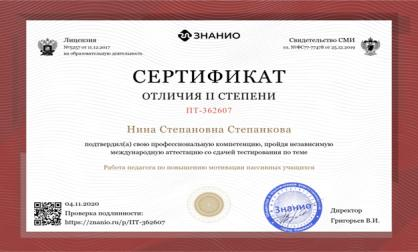 Лицензия
№5257 от 11.12.2017
на образовательную деятельность
ЗНАНИО
Свидетельство СМИ
эл. №ФС77-77478 от 25.12.2019
СЕРТИФИКАТ
ОТЛИЧИЯ II СТЕПЕНИ
ПТ-362607
Нина Степановна Степанкова
подтвердил(а) свою профессиональную компетенцию, пройдя независимую
международную аттестацию со сдачей тестирования по теме
Работа педагога по повышению мотивации пассивных учащихся
04.11.2020
Проверка подлинности:
https://znanio.ru/p/ПТ-362607
Знанио
Директор
Григорьев В.И.